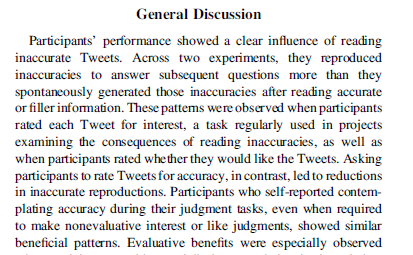 General Discussion
Participants' performance showed a clear influence of reading
inaccurate Tweets. Across two experiments, they reproduced
inaccuracies to answer subsequent questions more than they
spontaneously generated those inaccuracies after reading accurate
or filler information. These patterns were observed when participants
rated each Tweet for interest, a task regularly used in projects
examining the consequences of reading inaccuracies, as well as
when participants rated whether they would like the Tweets. Asking
participants to rate Tweets for accuracy, in contrast, led to reductions
in inaccurate reproductions. Participants who self-reported contem-
plating accuracy during their judgment tasks, even when required
to make nonevaluative interest or like judgments, showed similar
beneficial patterns. Evaluative benefits were especially observed